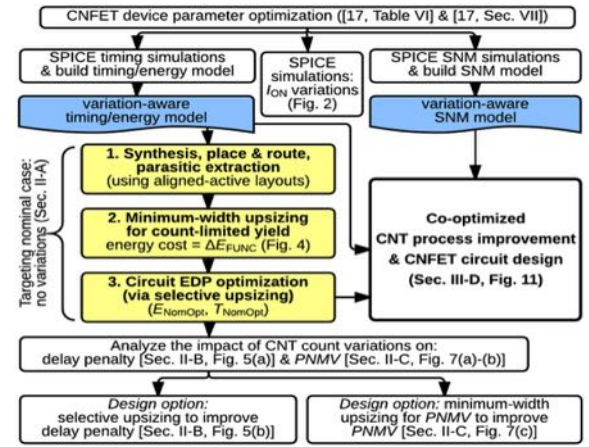 CNFET device parameter optimization ([17, Table VI] & [17, Sec. VII])
SPICE timing simulations
& build timing/energy model
SPICE
simulations:
ION variations
(Fig. 2)
SPICE SNM simulations
& build SNM model
variation-aware
timing/energy model
variation-aware
SNM model
Targeting nominal case:
no variations (Sec. II-A)
1. Synthesis, place & route,
parasitic extraction
(using aligned-active layouts)
2. Minimum-width upsizing
for count-limited yield
energy cost = ΔEFUNC (Fig. 4)
3. Circuit EDP optimization
(via selective upsizing)
(ENomOpt, TNomOpt)
Co-optimized
CNT process improvement
& CNFET circuit design
(Sec. III-D, Fig. 11)
Analyze the impact of CNT count variations on:
delay penalty [Sec. II-B, Fig. 5(a)] & PNMV [Sec. II-C, Fig. 7(a)-(b)]
Design option:
selective upsizing to improve
delay penalty [Sec. II-B, Fig. 5(b)]
Design option: minimum-width
upsizing for PNMV to improve
PNMV [Sec. II-C, Fig. 7(c)]